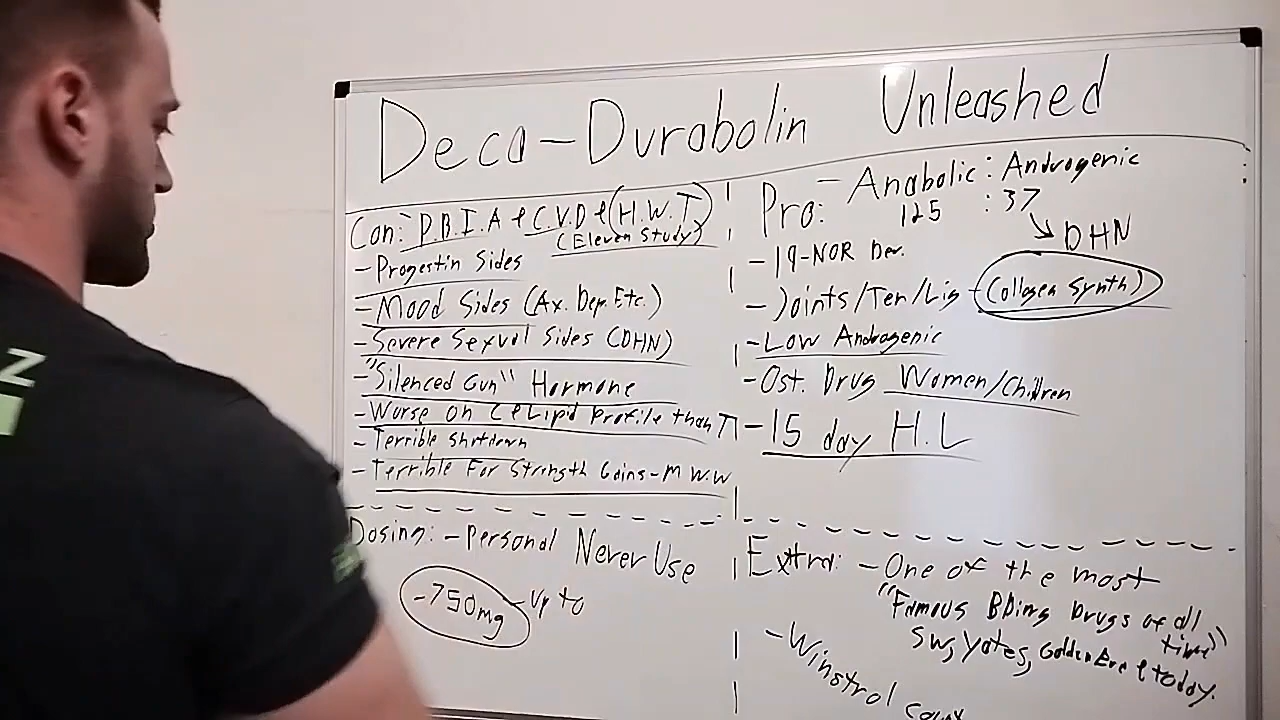 Deca-Durabolin Unleashed
Con: P.B.I.A & C.V.D & (H.W.T)
(Eleven Study)
-Progestin Sides
-Mood Sides (Ax. Dep. Etc.)
-Severe Sexual Sides (DHN)
-"Silenced Gun" Hormone
-Worse on C & Lipid Profile than T
-Terrible Shutdown
-Terrible For Strength Gains-M W.W
Pro: - Anabolic : Androgenic
125 : 37
DHN
-19-NOR Der.
-Joints/Ten/Lig - (Collagen Synth)
-Low Androgenic
-Ost. Drug Women/Children
-15 day H.L
Dosing: -Personal Never Use
-750mg - Up to
Extra: -One of the most
"Famous BBing Drugs of all
time"
SW, Yates, Golden Era & today.
-Winstrol
Z